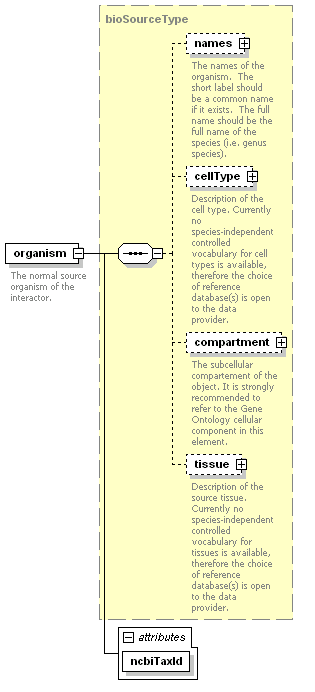 bioSourceType
names
The names of the
organism.  The
short label should
be a common name
if it exists.  The full
name should be the
full name of the
species (i.e. genus
species).
cellType
Description of the
cell type. Currently
no
species-independent
controlled
vocabulary for cell
types is available,
therefore the choice
of reference
database(s) is open
to the data
provider.
organism
The normal source
organism of the
interactor.
compartment
The subcellular
compartement of the
object. It is strongly
recommended to
refer to the Gene
Ontology cellular
component in this
element.
tissue
Description of the
source tissue.
Currently no
species-independent
controlled
vocabulary for
tissues is available,
therefore the choice
of reference
database(s) is open
to the data
provider.
attributes
ncbiTaxId